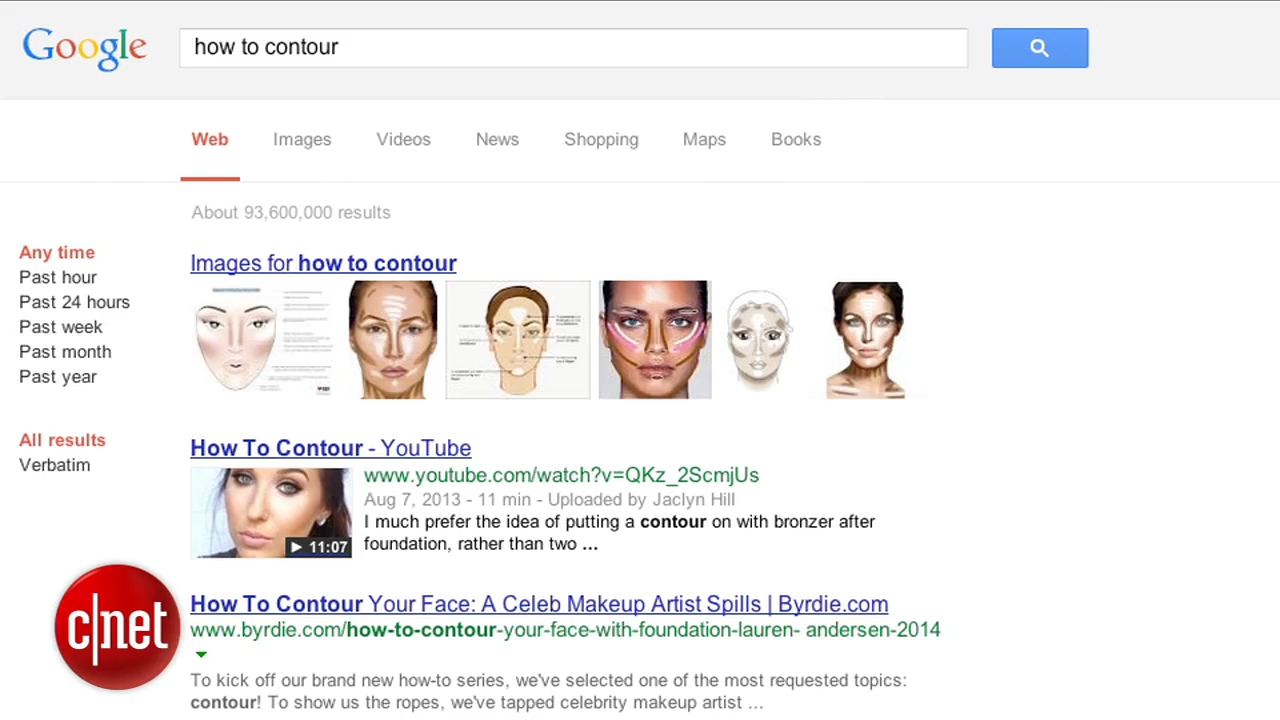 Google
how to contour
Web Images Videos News Shopping Maps Books
About 93,600,000 results
Any time
Past hour
Past 24 hours
Past week
Past month
Past year
Images for how to contour
All results
Verbatim
How To Contour - YouTube
www.youtube.com/watch?v=QKz_2ScmjUs
Aug 7, 2013 - 11 min - Uploaded by Jaclyn Hill
I much prefer the idea of putting a contour on with bronzer after
foundation, rather than two ...
11:07
c|net
How To Contour Your Face: A Celeb Makeup Artist Spills | Byrdie.com
www.byrdie.com/how-to-contour-your-face-with-foundation-lauren- andersen-2014
To kick off our brand new how-to series, we've selected one of the most requested topics:
contour! To show us the ropes, we've tapped celebrity makeup artist ...